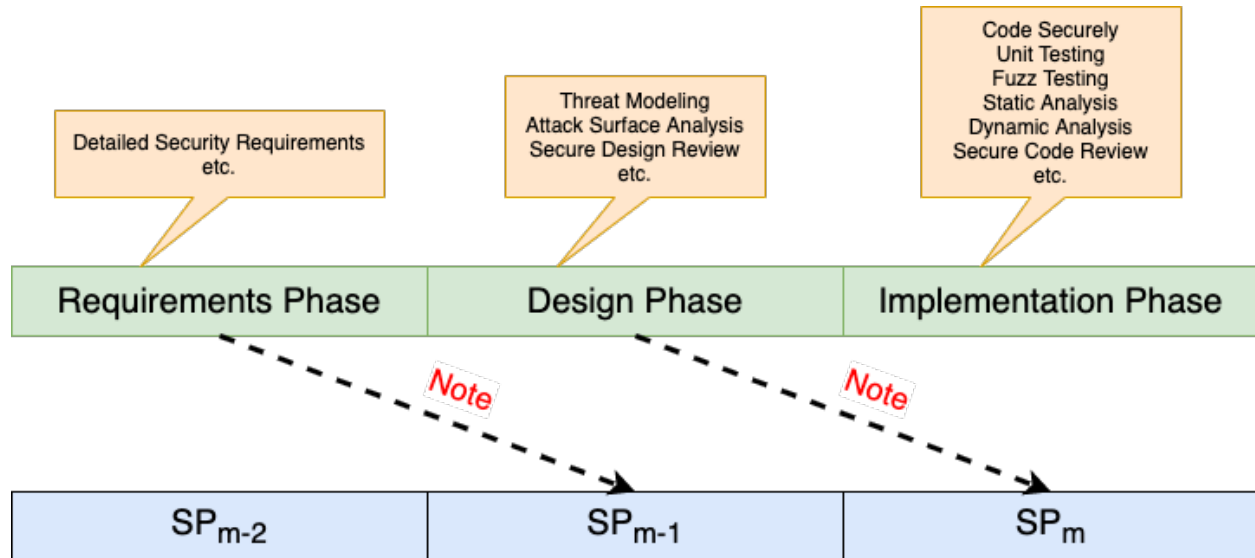 Detailed Security Requirements
etc.
Threat Modeling
Attack Surface Analysis
Secure Design Review
etc.
Code Securely
Unit Testing
Fuzz Testing
Static Analysis
Dynamic Analysis
Secure Code Review
etc.
Requirements Phase
Design Phase
Implementation Phase
Note
Note
SPm-2
SPm-1
SPm